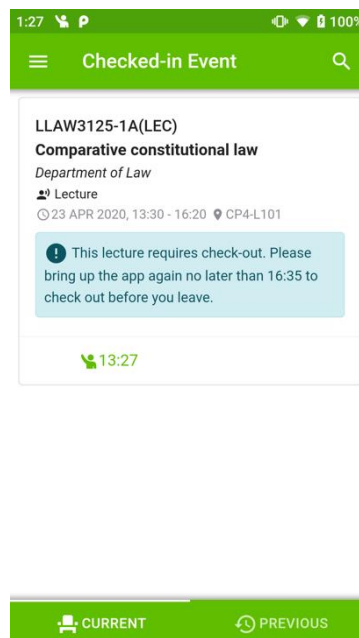 1:27 100%
Checked-in Event
LLAW3125-1A(LEC)
Comparative constitutional law
Department of Law
Lecture
23 APR 2020, 13:30 - 16:20 CP4-L101
This lecture requires check-out. Please
bring up the app again no later than 16:35 to
check out before you leave.
13:27
CURRENT PREVIOUS